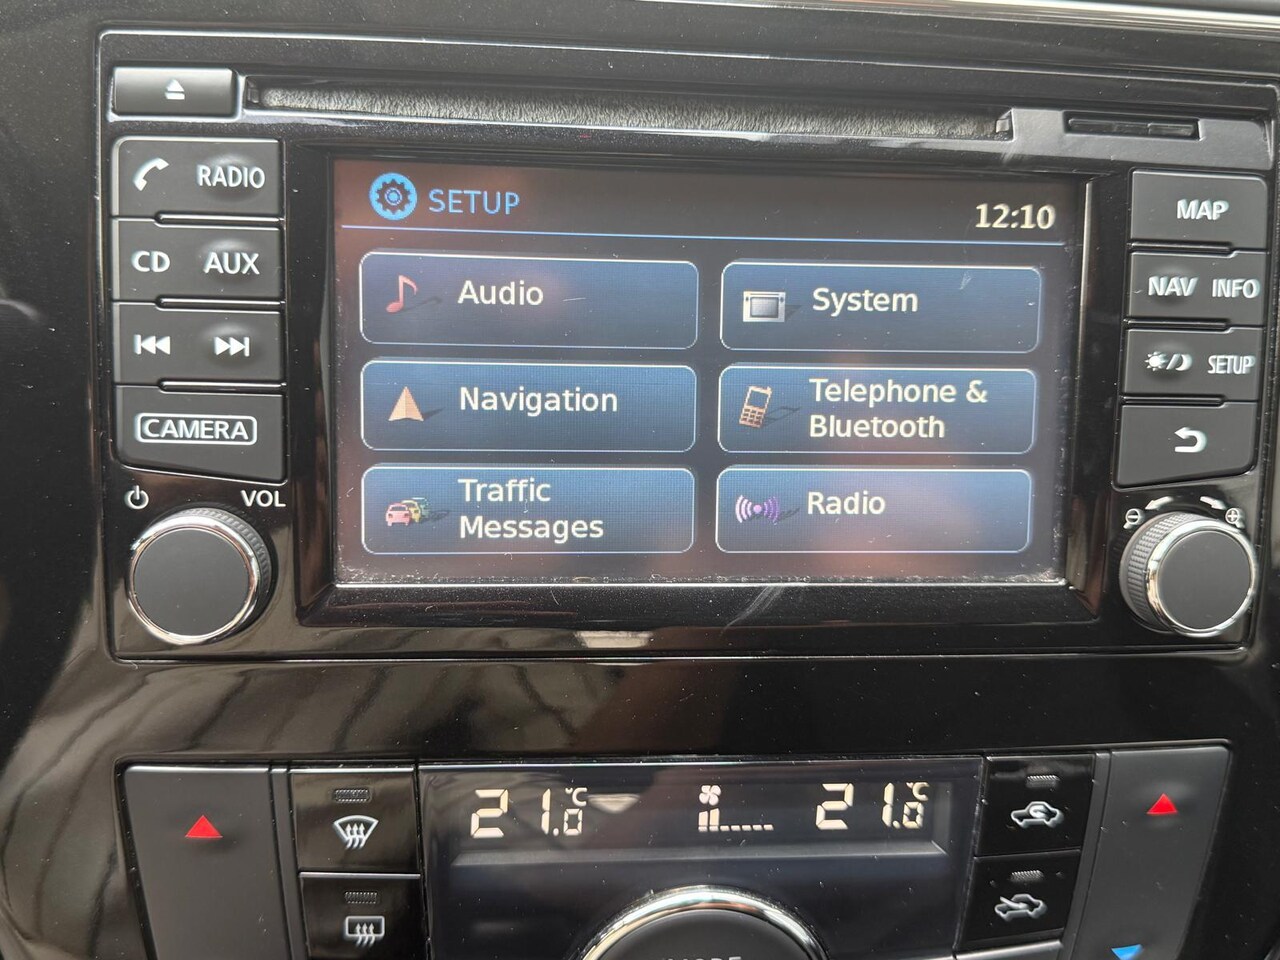 RADIO
CD AUX
CAMERA
VOL
SETUP
12:10
Audio
System
Navigation
Telephone &
Bluetooth
Traffic
Messages
Radio
MAP
NAV INFO
SETUP
21.0°C
21.0°C
MODE